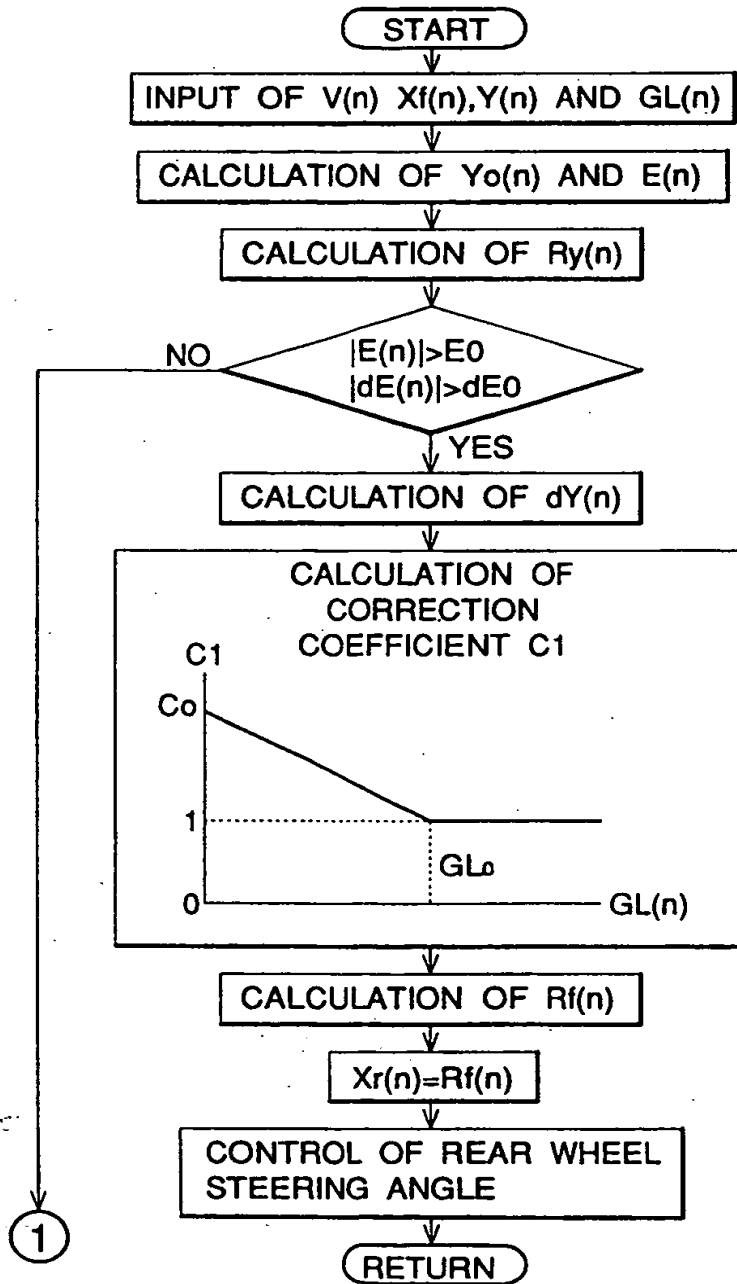 START
INPUT OF V(n) Xf(n),Y(n) AND GL(n)
CALCULATION OF Yo(n) AND E(n)
CALCULATION OF Ry(n)
NO
|E(n)|>E0
|dE(n)|>dE0
YES
CALCULATION OF dY(n)
CALCULATION OF
CORRECTION
COEFFICIENT C1
C1
Co
1
GLo
0
GL(n)
CALCULATION OF Rf(n)
Xr(n)=Rf(n)
CONTROL OF REAR WHEEL
STEERING ANGLE
1
RETURN